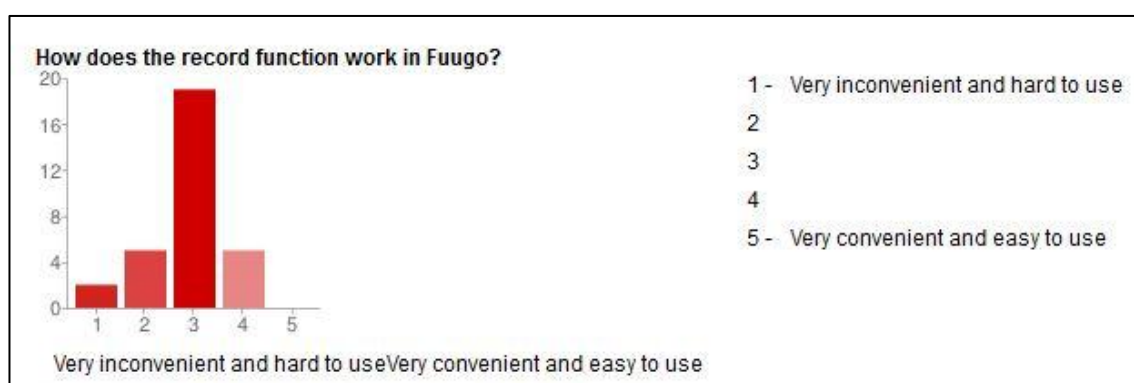 How does the record function work in Fuugo?
20
16
12
8
4
0
1 2 3 4 5
Very inconvenient and hard to useVery convenient and easy to use
1 - Very inconvenient and hard to use
2
3
4
5 - Very convenient and easy to use